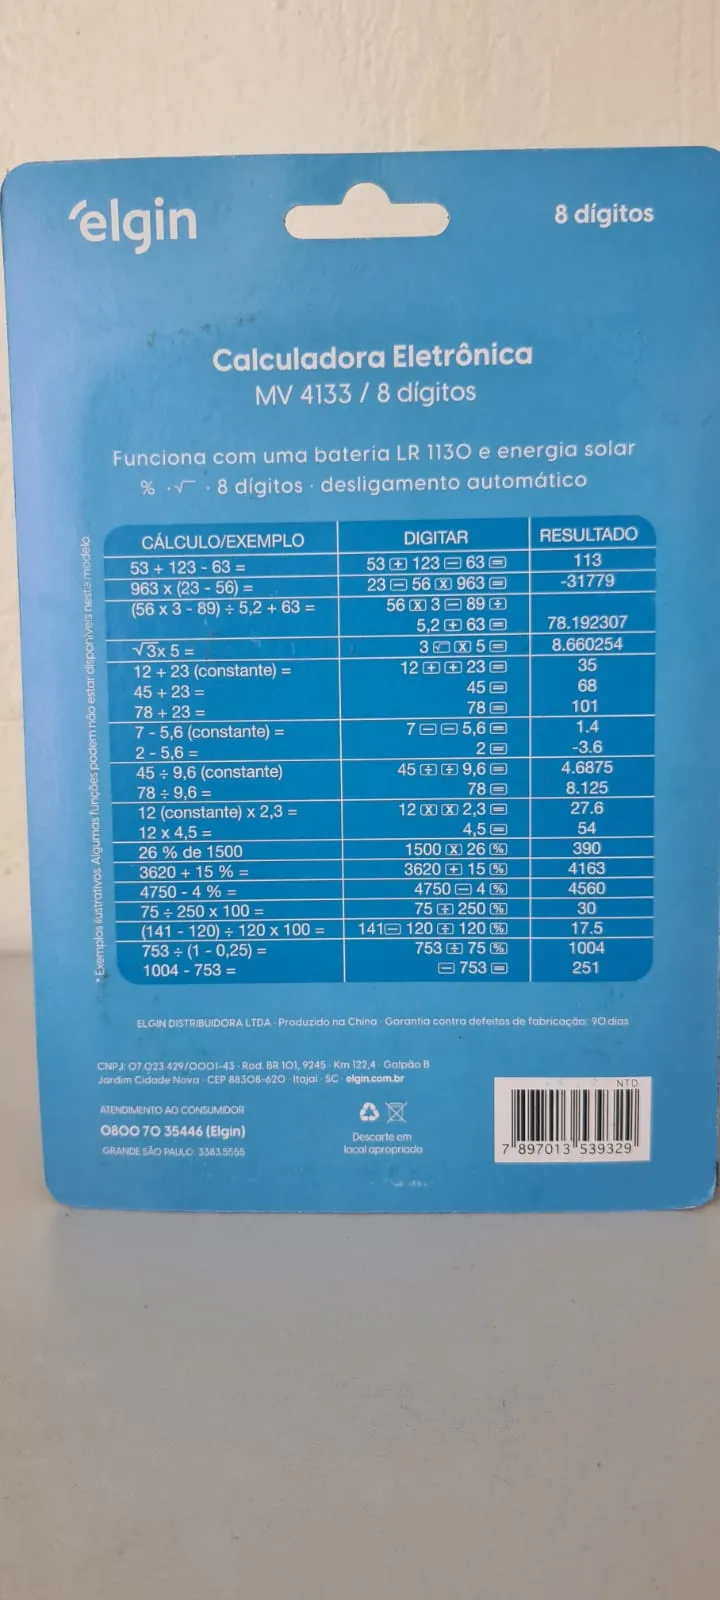 elgin
8 dígitos
Calculadora Eletrônica
MV 4133 / 8 dígitos
Funciona com uma bateria LR 1130 e energia solar
% · √ · 8 dígitos · desligamento automático
CÁLCULO/EXEMPLO DIGITAR RESULTADO
53 + 123 - 63 = 53 + 123 − 63 = 113
963 x (23 - 56) = 23 − 56 x 963 = -31779
(56 x 3 - 89) ÷ 5,2 + 63 = 56 x 3 − 89 ÷
5,2 + 63 = 78.192307
√3x 5 = 3 √ x 5 = 8.660254
12 + 23 (constante) = 12 + + 23 = 35
45 + 23 = 45 = 68
78 + 23 = 78 = 101
7 - 5,6 (constante) = 7 − − 5,6 = 1.4
2 - 5,6 = 2 = -3.6
45 ÷ 9,6 (constante) 45 ÷ ÷ 9,6 = 4.6875
78 ÷ 9,6 = 78 = 8.125
12 (constante) x 2,3 = 12 x x 2,3 = 27.6
12 x 4,5 = 4,5 = 54
26 % de 1500 1500 x 26 % 390
3620 + 15 % = 3620 + 15 % 4163
4750 - 4 % = 4750 − 4 % 4560
75 ÷ 250 x 100 = 75 ÷ 250 % 30
(141 - 120) ÷ 120 x 100 = 141 − 120 ÷ 120 % 17.5
753 ÷ (1 - 0,25) = 753 ÷ 75 % 1004
1004 - 753 = − 753 = 251
* Exemplos ilustrativos. Algumas funções podem não estar disponíveis neste modelo.
ELGIN DISTRIBUIDORA LTDA · Produzido na China · Garantia contra defeitos de fabricação: 90 dias
CNPJ: 07.023.429/0001-43 · Rod. BR 101, 9245 · Km 122,4 · Galpão B
Jardim Cidade Nova · CEP 88308-620 · Itajaí · SC · elgin.com.br
ATENDIMENTO AO CONSUMIDOR
0800 70 35446 (Elgin)
GRANDE SÃO PAULO: 3383.5555
Descarte em
local apropriado
NTD
7 897013 539329